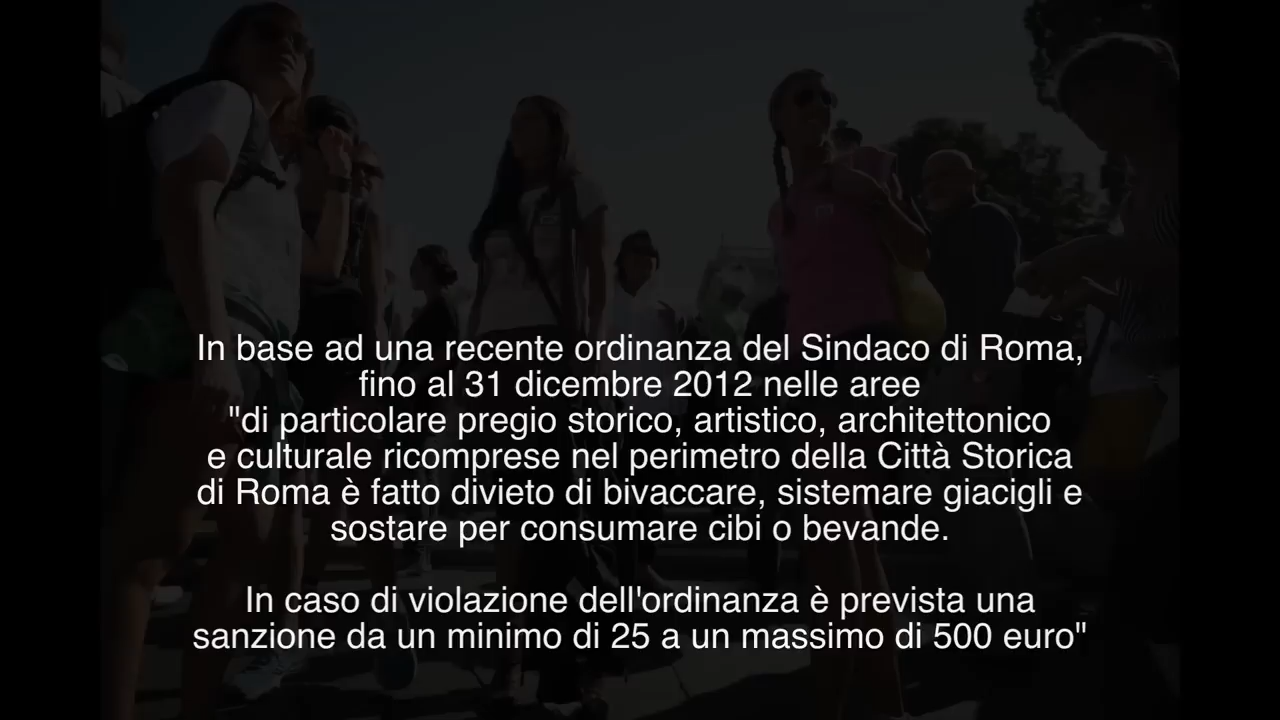 In base ad una recente ordinanza del Sindaco di Roma,
fino al 31 dicembre 2012 nelle aree
"di particolare pregio storico, artistico, architettonico
e culturale ricomprese nel perimetro della Città Storica
di Roma è fatto divieto di bivaccare, sistemare giacigli e
sostare per consumare cibi o bevande.
In caso di violazione dell'ordinanza è prevista una
sanzione da un minimo di 25 a un massimo di 500 euro"